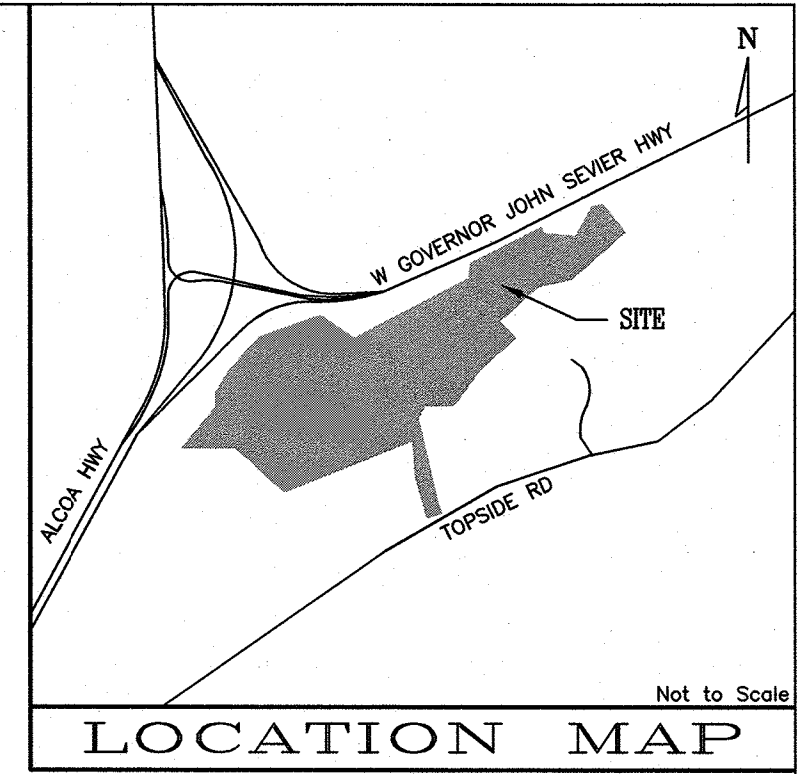 N
W GOVERNOR JOHN SEVIER HWY
SITE
ALCOA HWY
TOPSIDE RD
Not to Scale
LOCATION MAP